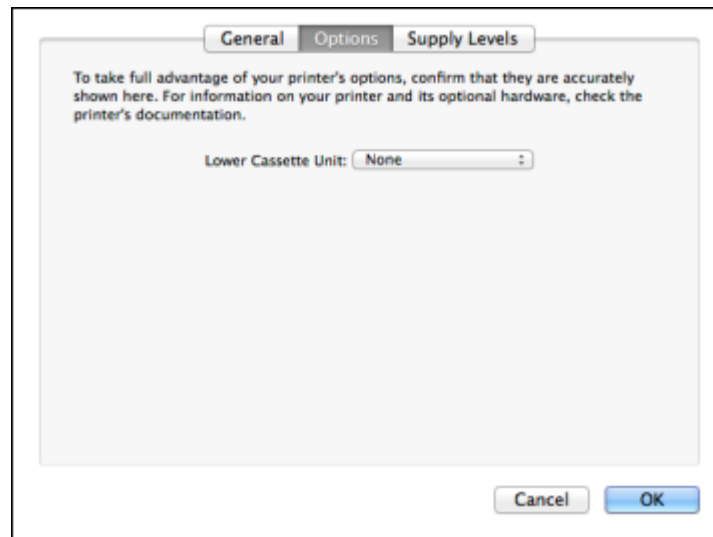 General Options Supply Levels
To take full advantage of your printer's options, confirm that they are accurately
shown here. For information on your printer and its optional hardware, check the
printer's documentation.
Lower Cassette Unit: None
Cancel OK